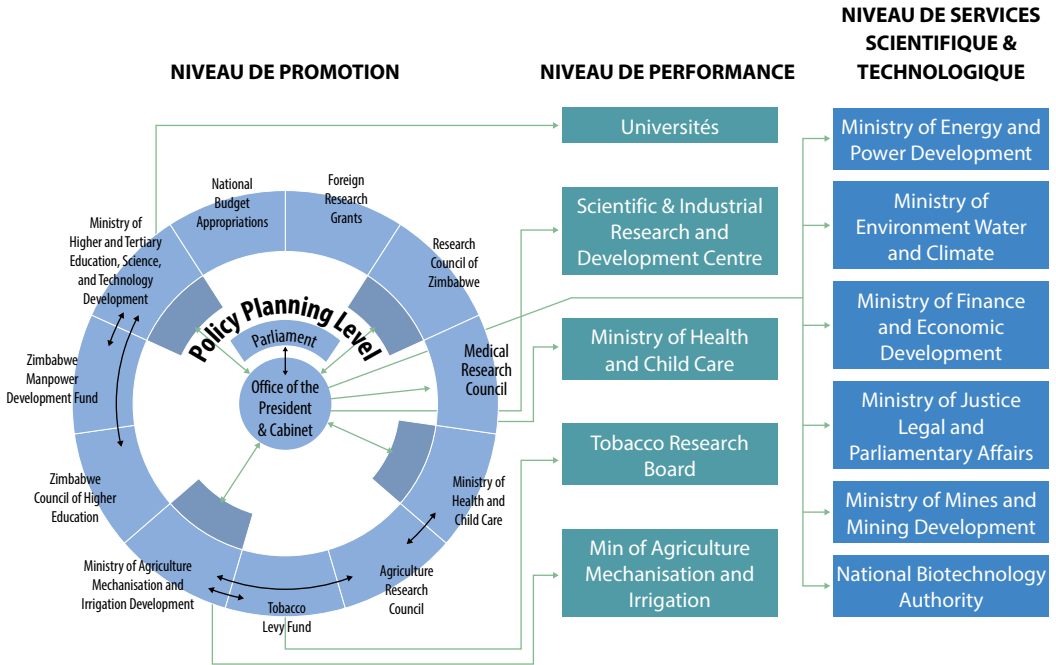 NIVEAU DE PROMOTION
NIVEAU DE PERFORMANCE
NIVEAU DE SERVICES
SCIENTIFIQUE &
TECHNOLOGIQUE
National
Budget
Appropriations
Foreign
Research
Grants
Research
Council of
Zimbabwe
Medical
Research
Council
Ministry of
Health and
Child Care
Agriculture
Research
Council
Tobacco
Levy Fund
Ministry of Agriculture
Mechanisation and
Irrigation Development
Zimbabwe
Council of Higher
Education
Zimbabwe
Manpower
Development Fund
Ministry of
Higher and Tertiary
Education, Science,
and Technology
Development
Policy Planning Level
Parliament
Office of the
President
& Cabinet
Universités
Scientific & Industrial
Research and
Development Centre
Ministry of Health
and Child Care
Tobacco Research
Board
Min of Agriculture
Mechanisation and
Irrigation
Ministry of Energy and
Power Development
Ministry of
Environment Water
and Climate
Ministry of Finance
and Economic
Development
Ministry of Justice
Legal and
Parliamentary Affairs
Ministry of Mines and
Mining Development
National Biotechnology
Authority